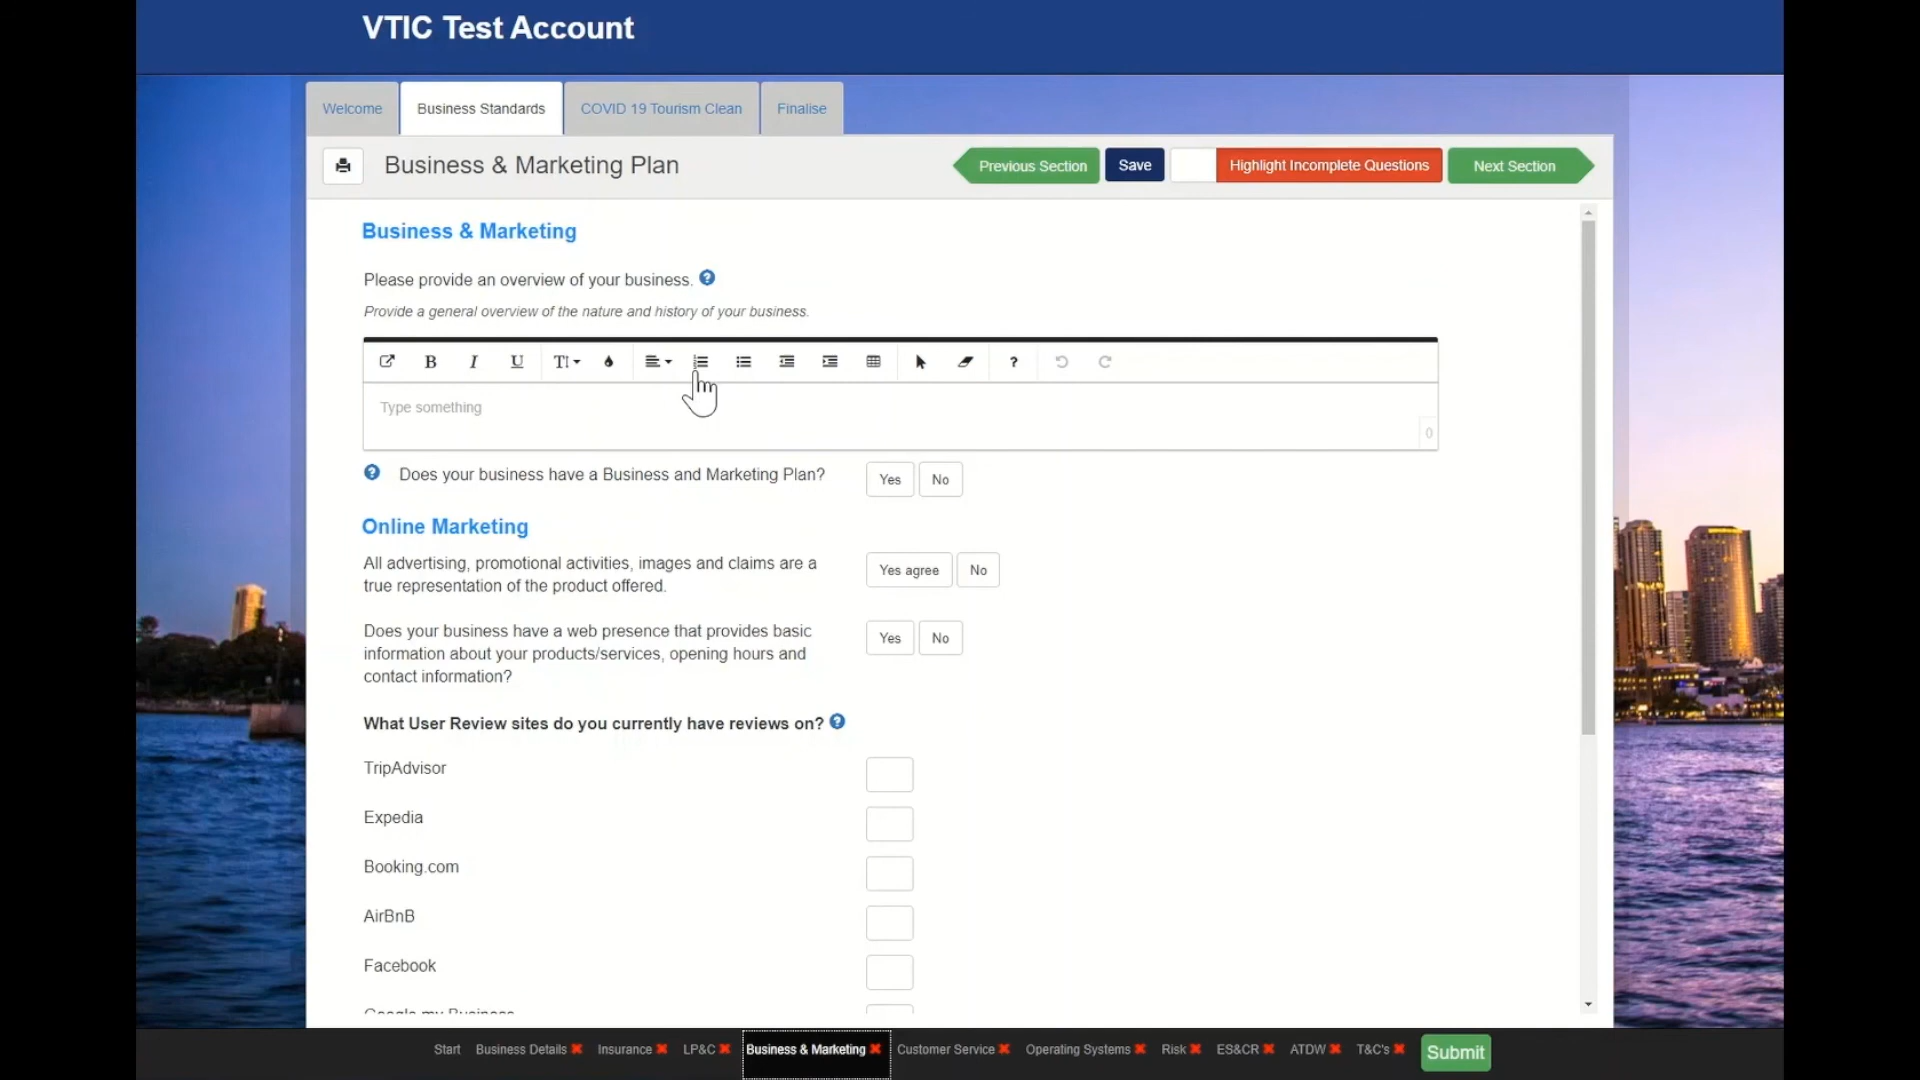 VTIC Test Account
Welcome
Business Standards
COVID 19 Tourism Clean
Finalise
Business & Marketing Plan
Previous Section
Save
Highlight Incomplete Questions
Next Section
Business & Marketing
Please provide an overview of your business. ?
Provide a general overview of the nature and history of your business.
B I U T ?
Type something
0
? Does your business have a Business and Marketing Plan?
Yes No
Online Marketing
All advertising, promotional activities, images and claims are a
true representation of the product offered.
Yes agree No
Does your business have a web presence that provides basic
information about your products/services, opening hours and
contact information?
Yes No
What User Review sites do you currently have reviews on? ?
TripAdvisor
Expedia
Booking.com
AirBnB
Facebook
Google my Business
Start Business Details Insurance LP&C Business & Marketing Customer Service Operating Systems Risk ES&CR ATDW T&C's Submit